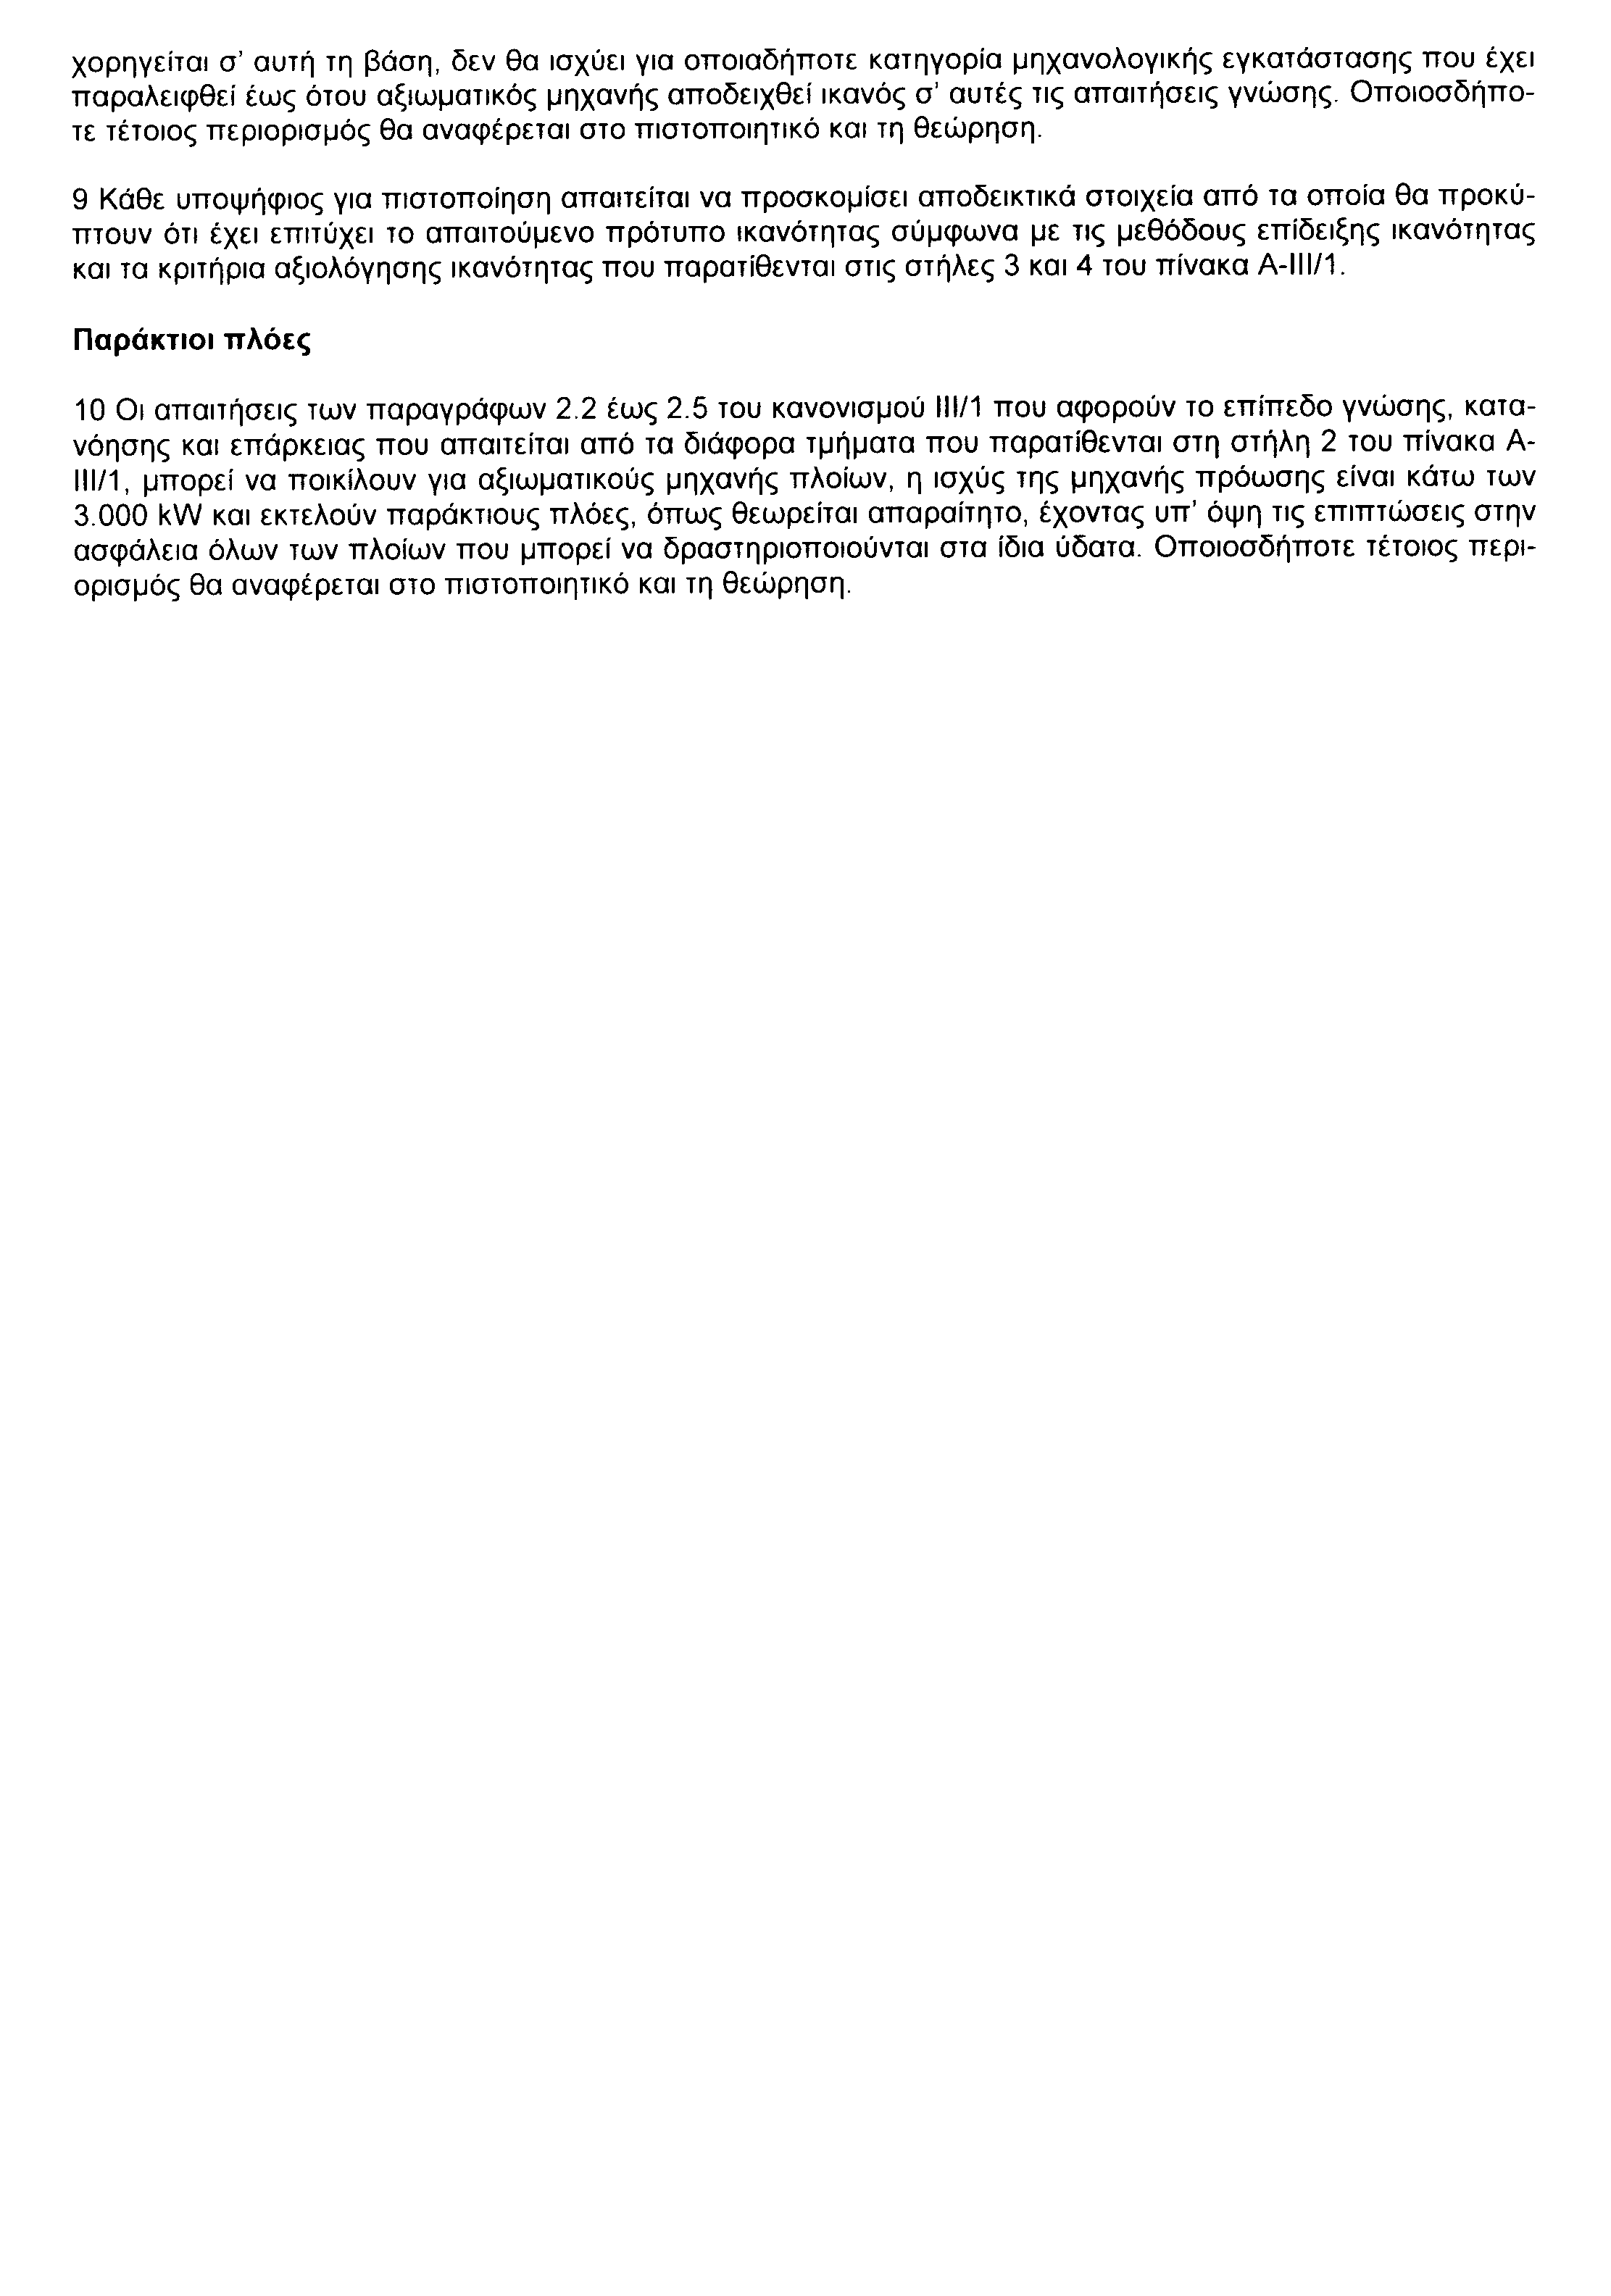 χορηγείται σ’ αυτή τη βάση, δεν θα ισχύει για οποιαδήποτε κατηγορία μηχανολογικής εγκατάστασης που έχει
παραλειφθεί έως ότου αξιωματικός μηχανής αποδειχθεί ικανός σ’ αυτές τις απαιτήσεις γνώσης. Οποιοσδήπο-
τε τέτοιος περιορισμός θα αναφέρεται στο πιστοποιητικό και τη θεώρηση.
9 Κάθε υποψήφιος για πιστοποίηση απαιτείται να προσκομίσει αποδεικτικά στοιχεία από τα οποία θα προκύ-
πτουν ότι έχει επιτύχει το απαιτούμενο πρότυπο ικανότητας σύμφωνα με τις μεθόδους επίδειξης ικανότητας
και τα κριτήρια αξιολόγησης ικανότητας που παρατίθενται στις στήλες 3 και 4 του πίνακα Α-ΙΙΙ/1.
Παράκτιοι πλόες
10 Οι απαιτήσεις των παραγράφων 2.2 έως 2.5 του κανονισμού ΙΙΙ/1 που αφορούν το επίπεδο γνώσης, κατα-
νόησης και επάρκειας που απαιτείται από τα διάφορα τμήματα που παρατίθενται στη στήλη 2 του πίνακα Α-
ΙΙΙ/1, μπορεί να ποικίλουν για αξιωματικούς μηχανής πλοίων, η ισχύς της μηχανής πρόωσης είναι κάτω των
3.000 kW και εκτελούν παράκτιους πλόες, όπως θεωρείται απαραίτητο, έχοντας υπ’ όψη τις επιπτώσεις στην
ασφάλεια όλων των πλοίων που μπορεί να δραστηριοποιούνται στα ίδια ύδατα. Οποιοσδήποτε τέτοιος περι-
ορισμός θα αναφέρεται στο πιστοποιητικό και τη θεώρηση.